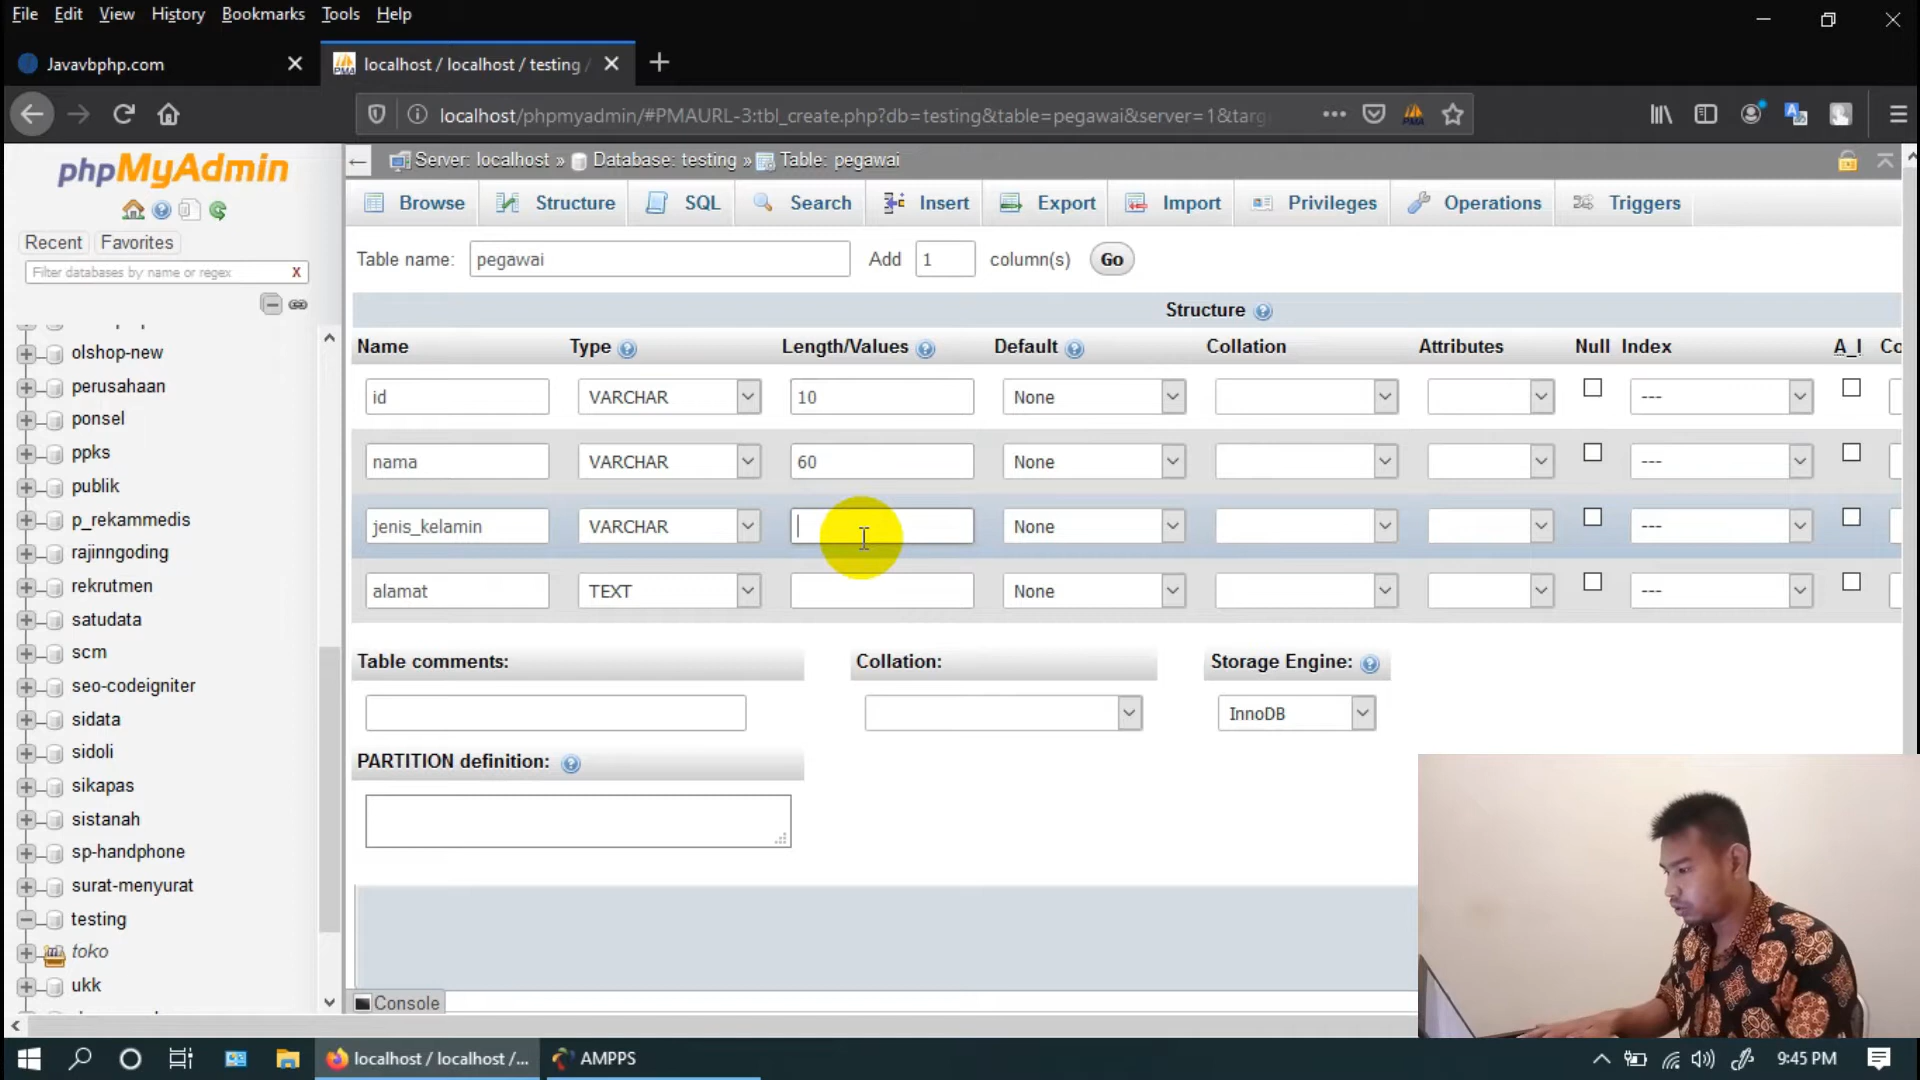 File Edit View History Bookmarks Tools Help
Javavbphp.com
localhost / localhost / testing /
localhost/phpmyadmin/#PMAURL-3:tbl_create.php?db=testing&table=pegawai&server=1&targ
phpMyAdmin
Recent Favorites
Filter databases by name or regex X
olshop-new
perusahaan
ponsel
ppks
publik
p_rekammedis
rajinngoding
rekrutmen
satudata
scm
seo-codeigniter
sidata
sidoli
sikapas
sistanah
sp-handphone
surat-menyurat
testing
toko
ukk
Server: localhost » Database: testing » Table: pegawai
Browse Structure SQL Search Insert Export Import Privileges Operations Triggers
Table name: pegawai Add 1 column(s) Go
Structure
Name Type Length/Values Default Collation Attributes Null Index A_I Co
id VARCHAR 10 None ---
nama VARCHAR 60 None ---
jenis_kelamin VARCHAR None ---
alamat TEXT None ---
Table comments: Collation: Storage Engine:
InnoDB
PARTITION definition:
Console
localhost / localhost /... AMPPS 9:45 PM